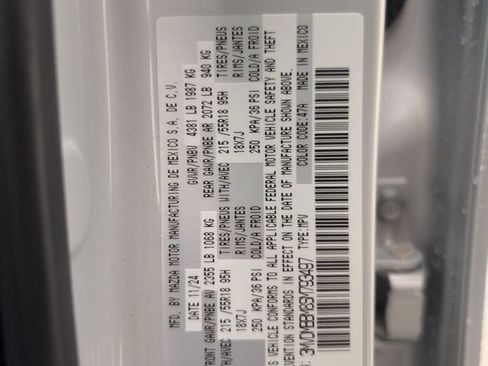 MFD. BY MAZDA MOTOR MANUFACTURING DE MEXICO S.A. DE C.V.
DATE 11/24 GVWR/PNBV 4381 LB 1987 KG
FRONT GAWR/PNBE AV 2355 LB 1068 KG REAR GAWR/PNBE AR 2072 LB 940 KG
TIRES/PNEUS WITH/AVEC 215/55R18 95H TIRES/PNEUS
WITH/AVEC 215/55R18 95H RIMS/JANTES 18X7J RIMS/JANTES
18X7J COLD/A FROID 250 KPA/36 PSI COLD/A FROID
250 KPA/36 PSI
VEHICLE CONFORMS TO ALL APPLICABLE FEDERAL MOTOR VEHICLE SAFETY AND THEFT
STANDARDS IN EFFECT ON THE DATE OF MANUFACTURE SHOWN ABOVE.
TYPE:MPV COLOR CODE:47A MADE IN MEXICO